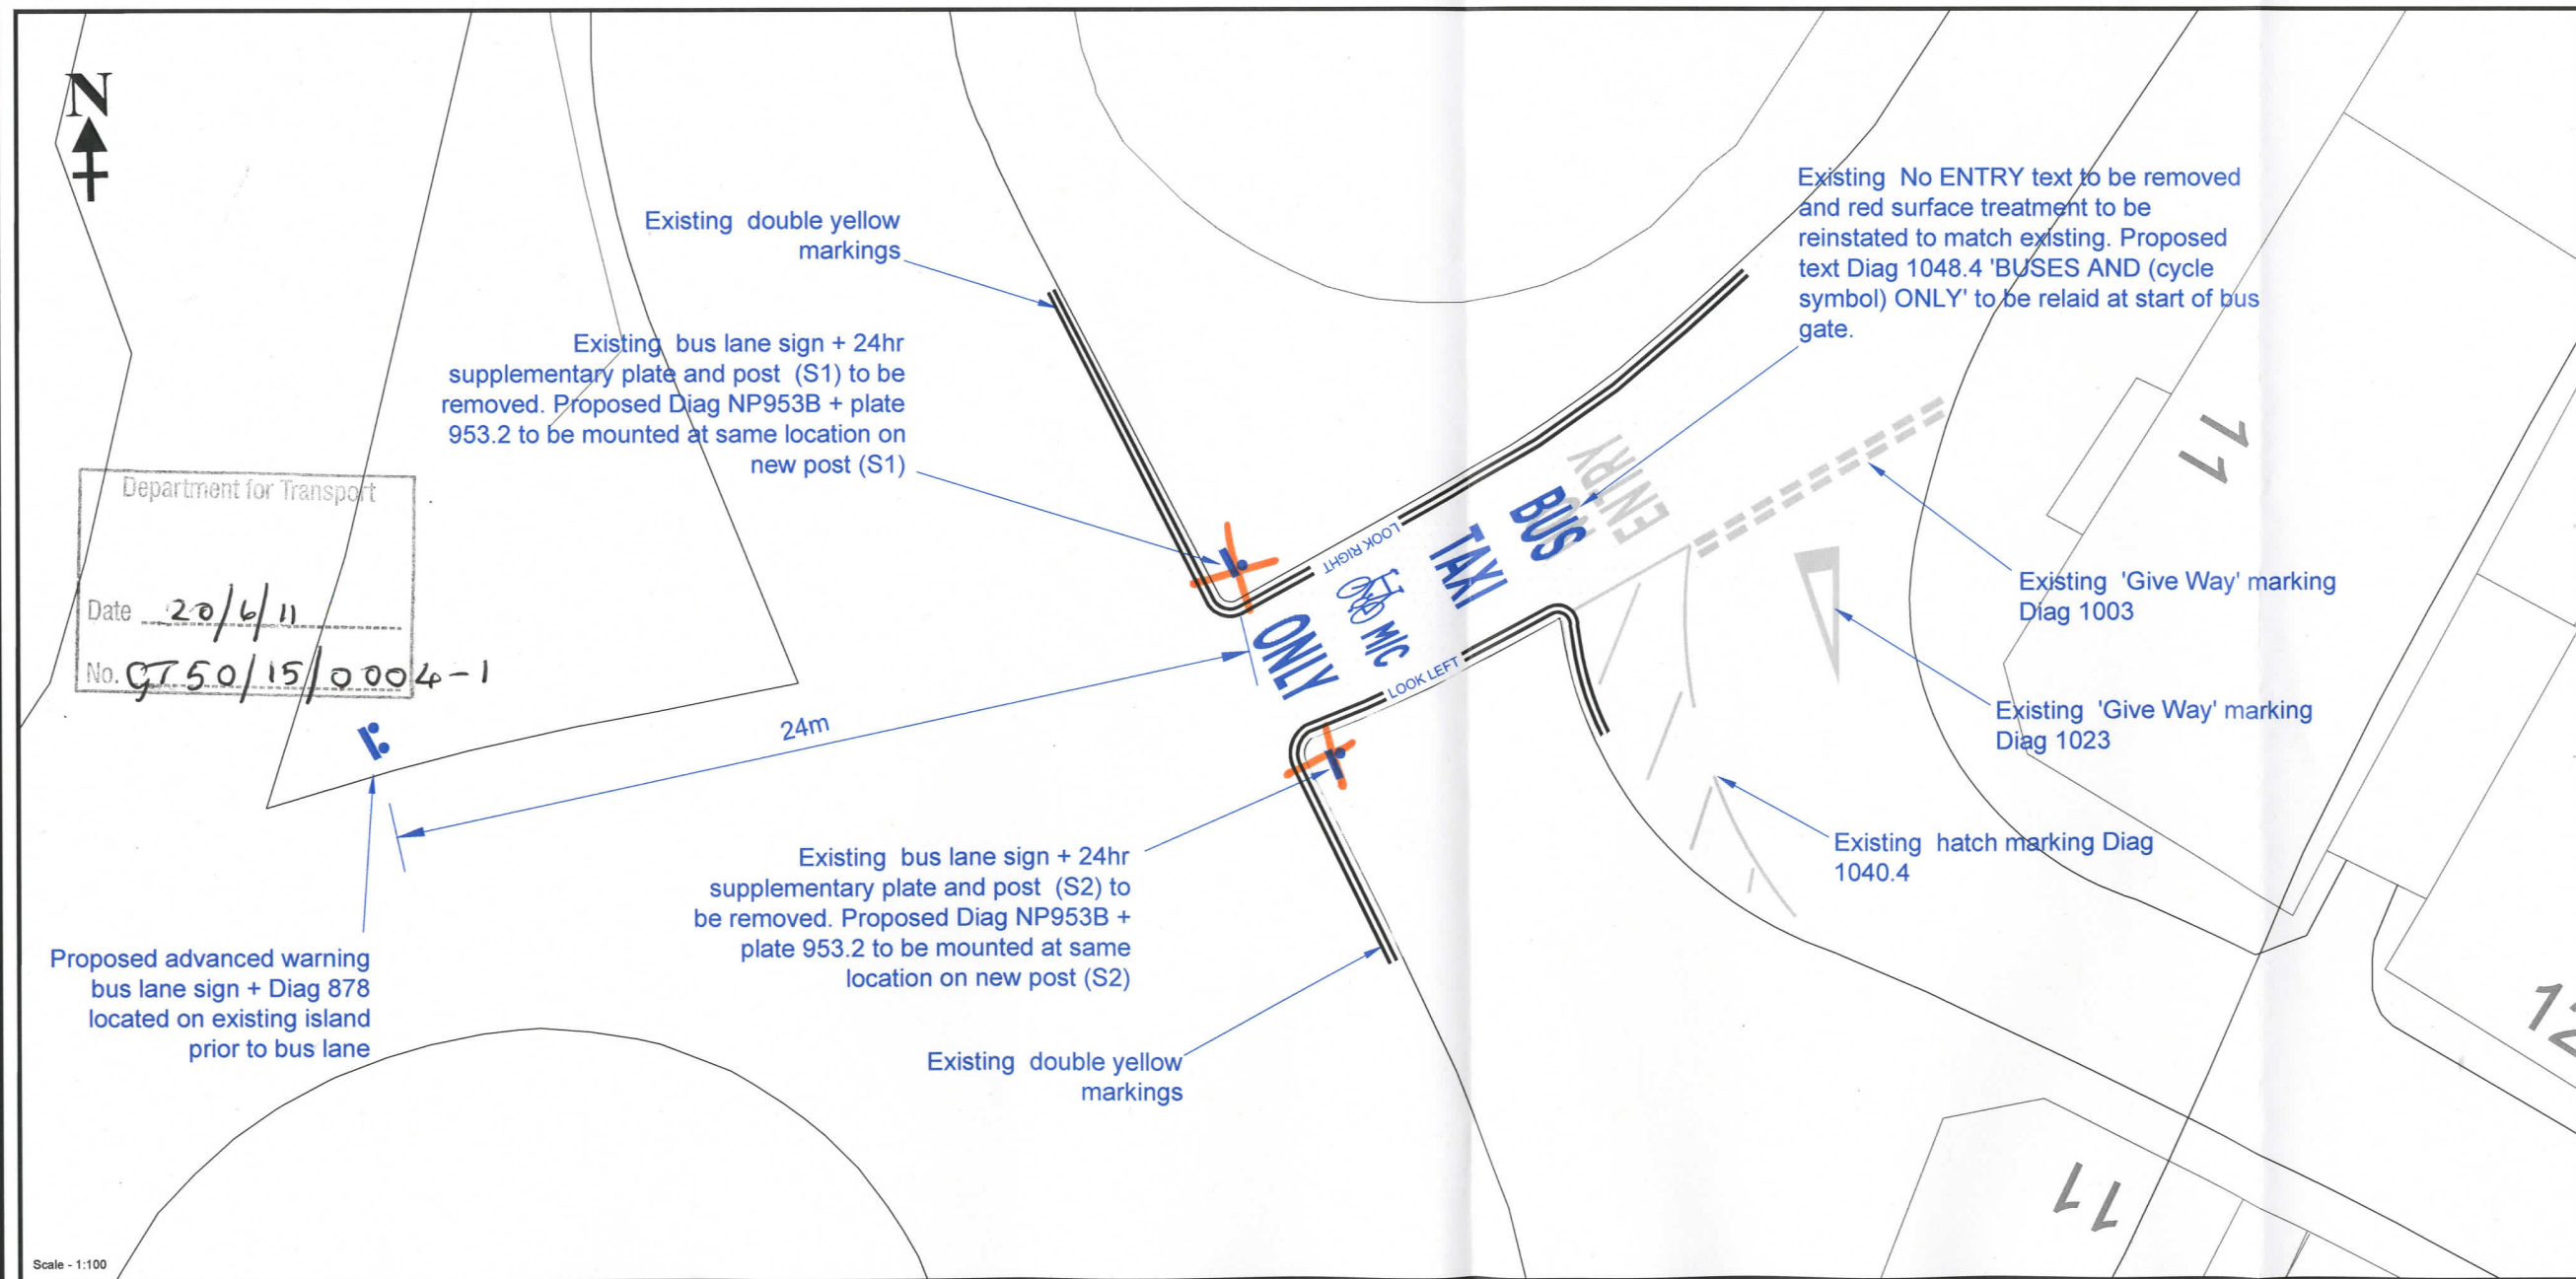 N
Existing No ENTRY text to be removed
and red surface treatment to be
reinstated to match existing. Proposed
text Diag 1048.4 'BUSES AND (cycle
symbol) ONLY' to be relaid at start of bus
gate.
Existing double yellow
markings
Existing bus lane sign + 24hr
supplementary plate and post (S1) to be
removed. Proposed Diag NP953B + plate
953.2 to be mounted at same location on
new post (S1)
Department for Transport
Date 20/6/11
No. GT50/15/0004-1
11
ENTRY
BUS
TAXI
LOOK RIGHT
M/C
ONLY
LOOK LEFT
Existing 'Give Way' marking
Diag 1003
Existing 'Give Way' marking
Diag 1023
24m
Existing hatch marking Diag
1040.4
Existing bus lane sign + 24hr
supplementary plate and post (S2) to
be removed. Proposed Diag NP953B +
plate 953.2 to be mounted at same
location on new post (S2)
Proposed advanced warning
bus lane sign + Diag 878
located on existing island
prior to bus lane
Existing double yellow
markings
12
11
Scale - 1:100